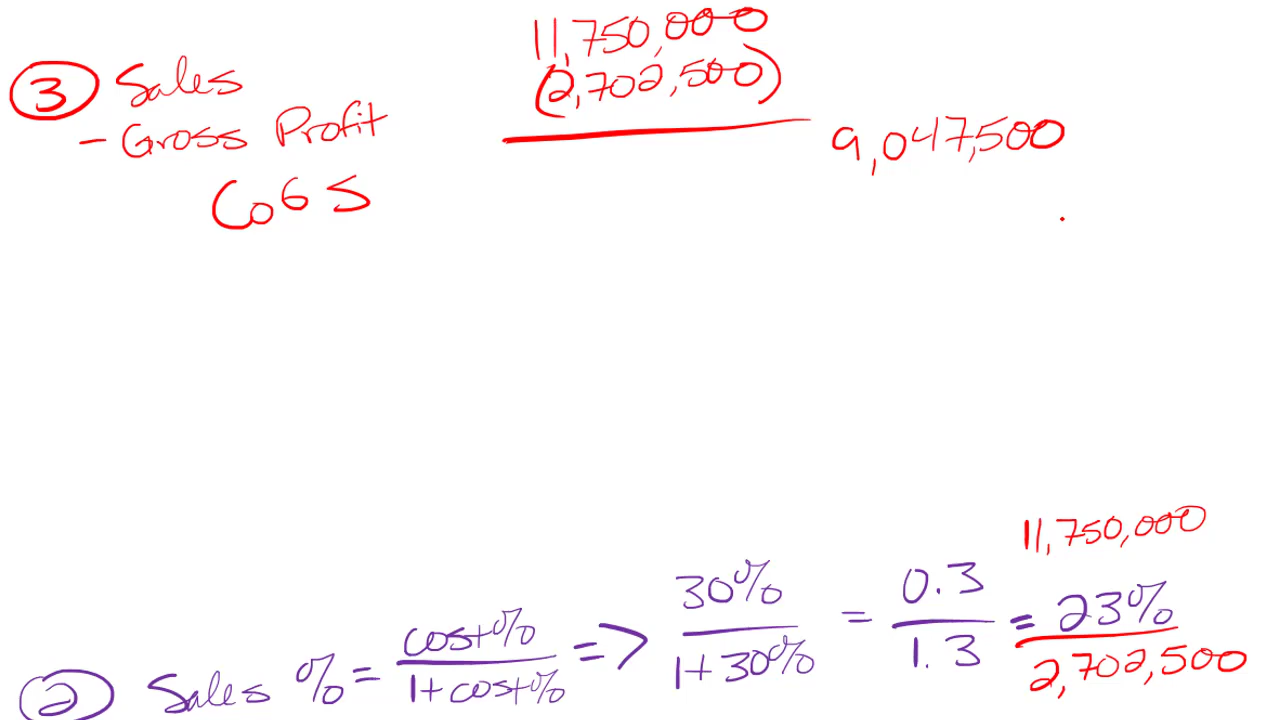 11,750,000
③ Sales (2,702,500)
- Gross Profit 9,047,500
CoGS
11,750,000
② Sales % = cost% / 1+cost% => 30% / 1+30% = 0.3 / 1.3 = 23%
2,702,500